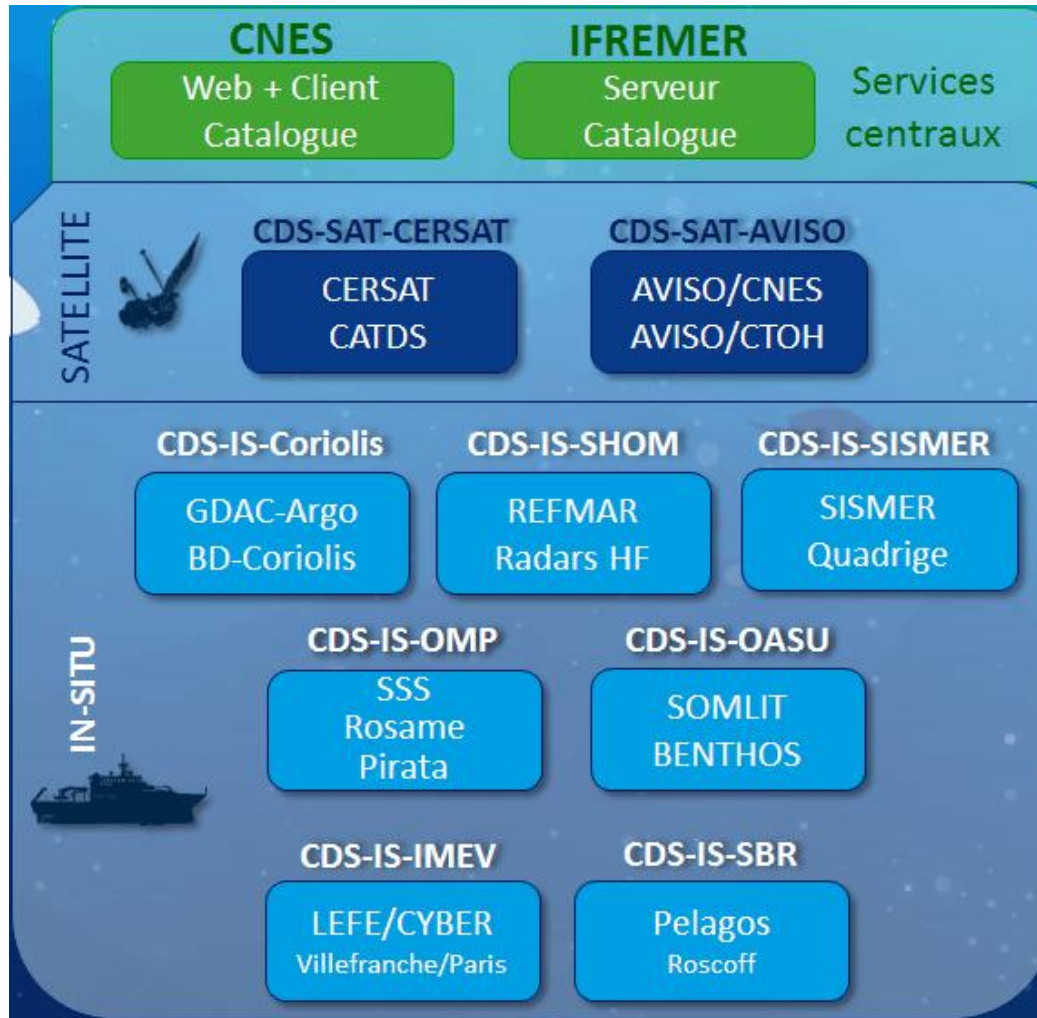 CNES
IFREMER
Web + Client
Catalogue
Serveur
Catalogue
Services
centraux
SATELLITE
CDS-SAT-CERSAT
CDS-SAT-AVISO
CERSAT
CATDS
AVISO/CNES
AVISO/CTOH
IN-SITU
CDS-IS-Coriolis
CDS-IS-SHOM
CDS-IS-SISMER
GDAC-Argo
BD-Coriolis
REFMAR
Radars HF
SISMER
Quadrige
CDS-IS-OMP
CDS-IS-OASU
SSS
Rosame
Pirata
SOMLIT
BENTHOS
CDS-IS-IMEV
CDS-IS-SBR
LEFE/CYBER
Villefranche/Paris
Pelagos
Roscoff